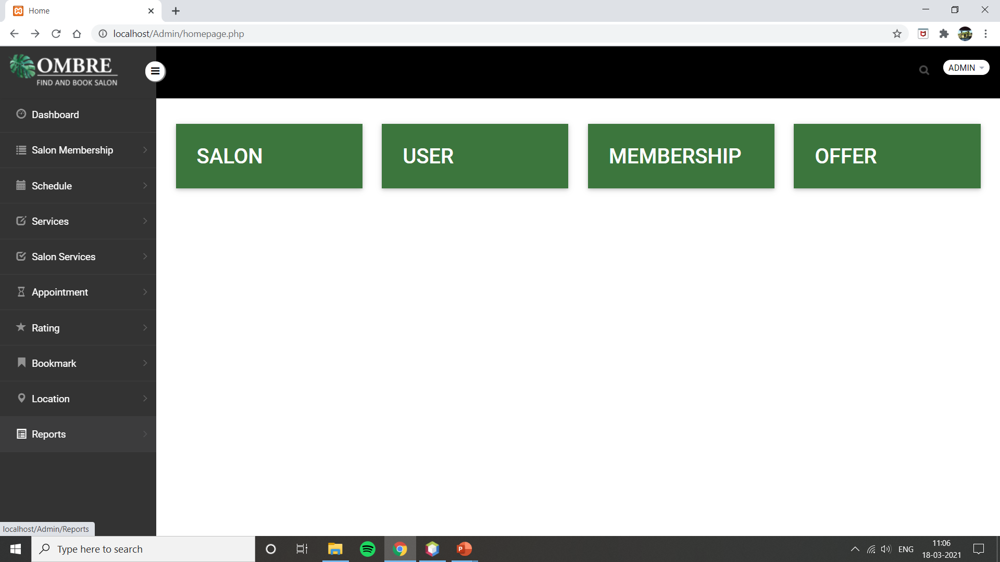 Home
localhost/Admin/homepage.php
OMBRE
FIND AND BOOK SALON
ADMIN
Dashboard
Salon Membership
Schedule
Services
Salon Services
Appointment
Rating
Bookmark
Location
Reports
SALON
USER
MEMBERSHIP
OFFER
localhost/Admin/Reports
Type here to search
P
ENG
11:06
18-03-2021